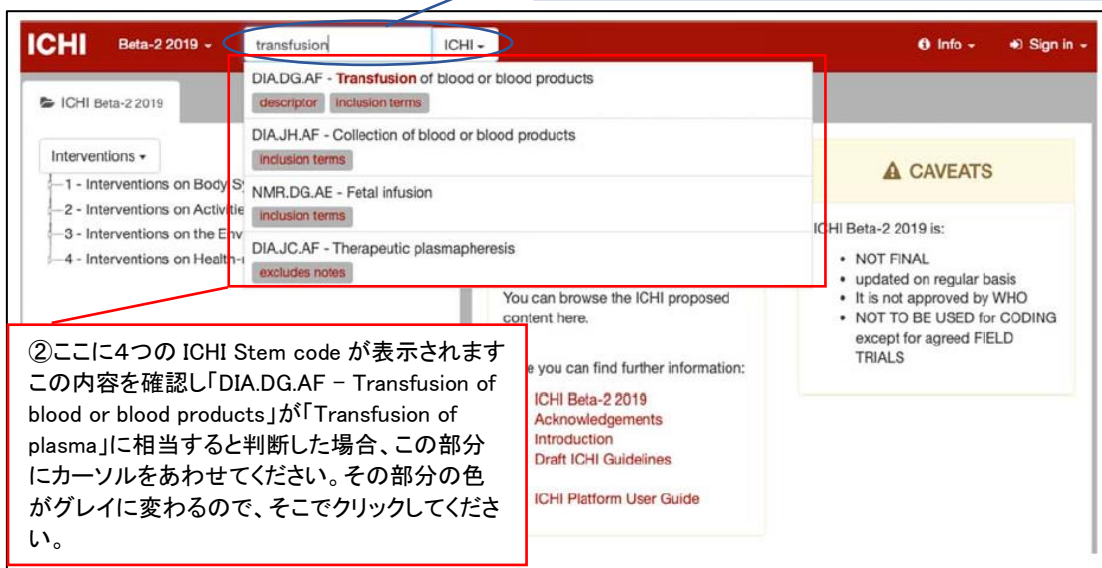 ICHI Beta-2 2019 transfusion ICHI Info Sign in
ICHI Beta-2 2019
DIA.DG.AF - Transfusion of blood or blood products
descriptor inclusion terms
DIA.JH.AF - Collection of blood or blood products
inclusion terms
NMR.DG.AE - Fetal infusion
inclusion terms
DIA.JC.AF - Therapeutic plasmapheresis
excludes notes
Interventions
1 - Interventions on Body
2 - Interventions on
3 - Interventions on the
4 - Interventions on
You can browse the ICHI proposed
content here.
you can find further information:
ICHI Beta-2 2019
Acknowledgements
Introduction
Draft ICHI Guidelines
ICHI Platform User Guide
CAVEATS
ICHI Beta-2 2019 is:
• NOT FINAL
• updated on regular basis
• It is not approved by WHO
• NOT TO BE USED for CODING
except for agreed FIELD
TRIALS
②ここに4つの ICHI Stem code が表示されます
この内容を確認し「DIA.DG.AF – Transfusion of
blood or blood products」が「Transfusion of
plasma」に相当すると判断した場合、この部分
にカーソルをあわせてください。その部分の色
がグレイに変わるので、そこでクリックしてくださ
い。